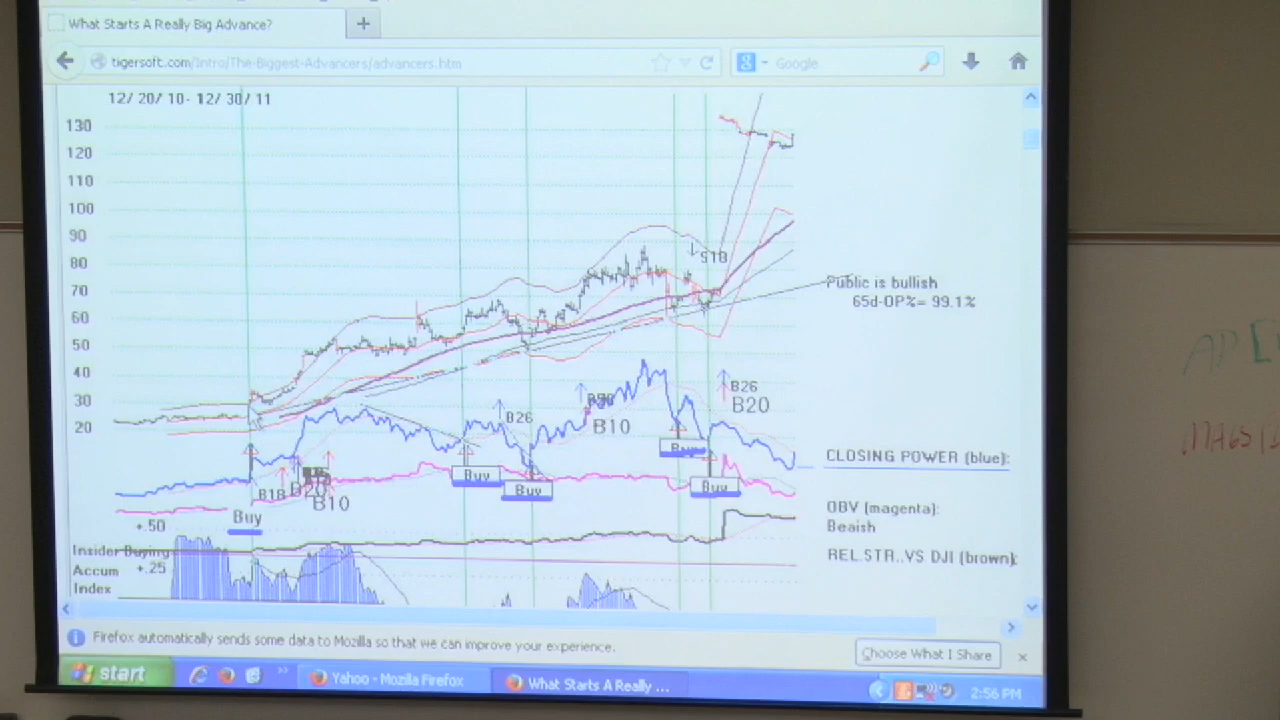 What Starts A Really Big Advance?
tigersoft.com/Intro/The-Biggest-Advancers/advancers.htm
Google
12/ 20/ 10- 12/ 30/ 11
130
120
110
100
90
80
70
60
50
40
30
20
S18
Public is bullish
65d-OP%= 99.1%
B26
B20
B26
B10
Buy
CLOSING POWER (blue):
Buy
Buy
Buy
B18
B20
B10
Buy
OBV (magenta):
Beaish
+.50
REL.STR..VS DJI (brown):
Insider Buying
+.25
Accum
Index
Firefox automatically sends some data to Mozilla so that we can improve your experience.
Choose What I Share
start
Yahoo - Mozilla Firefox
What Starts A Really ...
2:56 PM